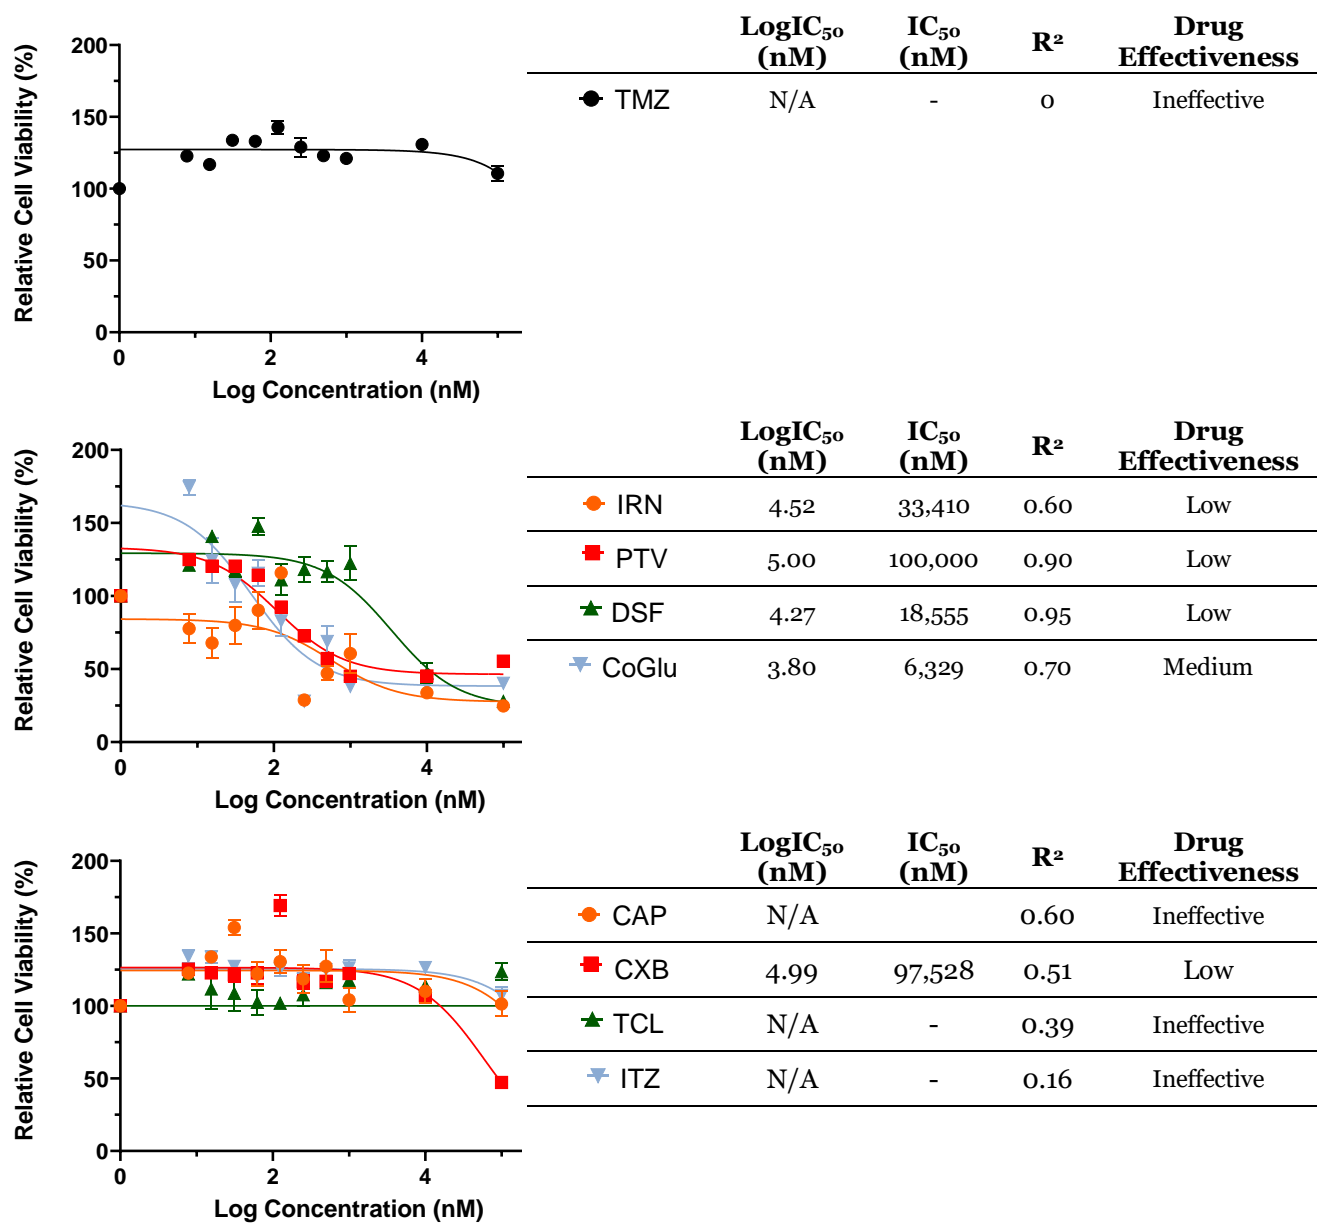 LogIC₅₀ (nM) IC₅₀ (nM) R² Drug Effectiveness
TMZ N/A - 0 Ineffective
Relative Cell Viability (%)
200
150
100
50
0
0 2 4
Log Concentration (nM)
LogIC₅₀ (nM) IC₅₀ (nM) R² Drug Effectiveness
IRN 4.52 33,410 0.60 Low
PTV 5.00 100,000 0.90 Low
DSF 4.27 18,555 0.95 Low
CoGlu 3.80 6,329 0.70 Medium
Relative Cell Viability (%)
200
150
100
50
0
0 2 4
Log Concentration (nM)
LogIC₅₀ (nM) IC₅₀ (nM) R² Drug Effectiveness
CAP N/A 0.60 Ineffective
CXB 4.99 97,528 0.51 Low
TCL N/A - 0.39 Ineffective
ITZ N/A - 0.16 Ineffective
Relative Cell Viability (%)
200
150
100
50
0
0 2 4
Log Concentration (nM)